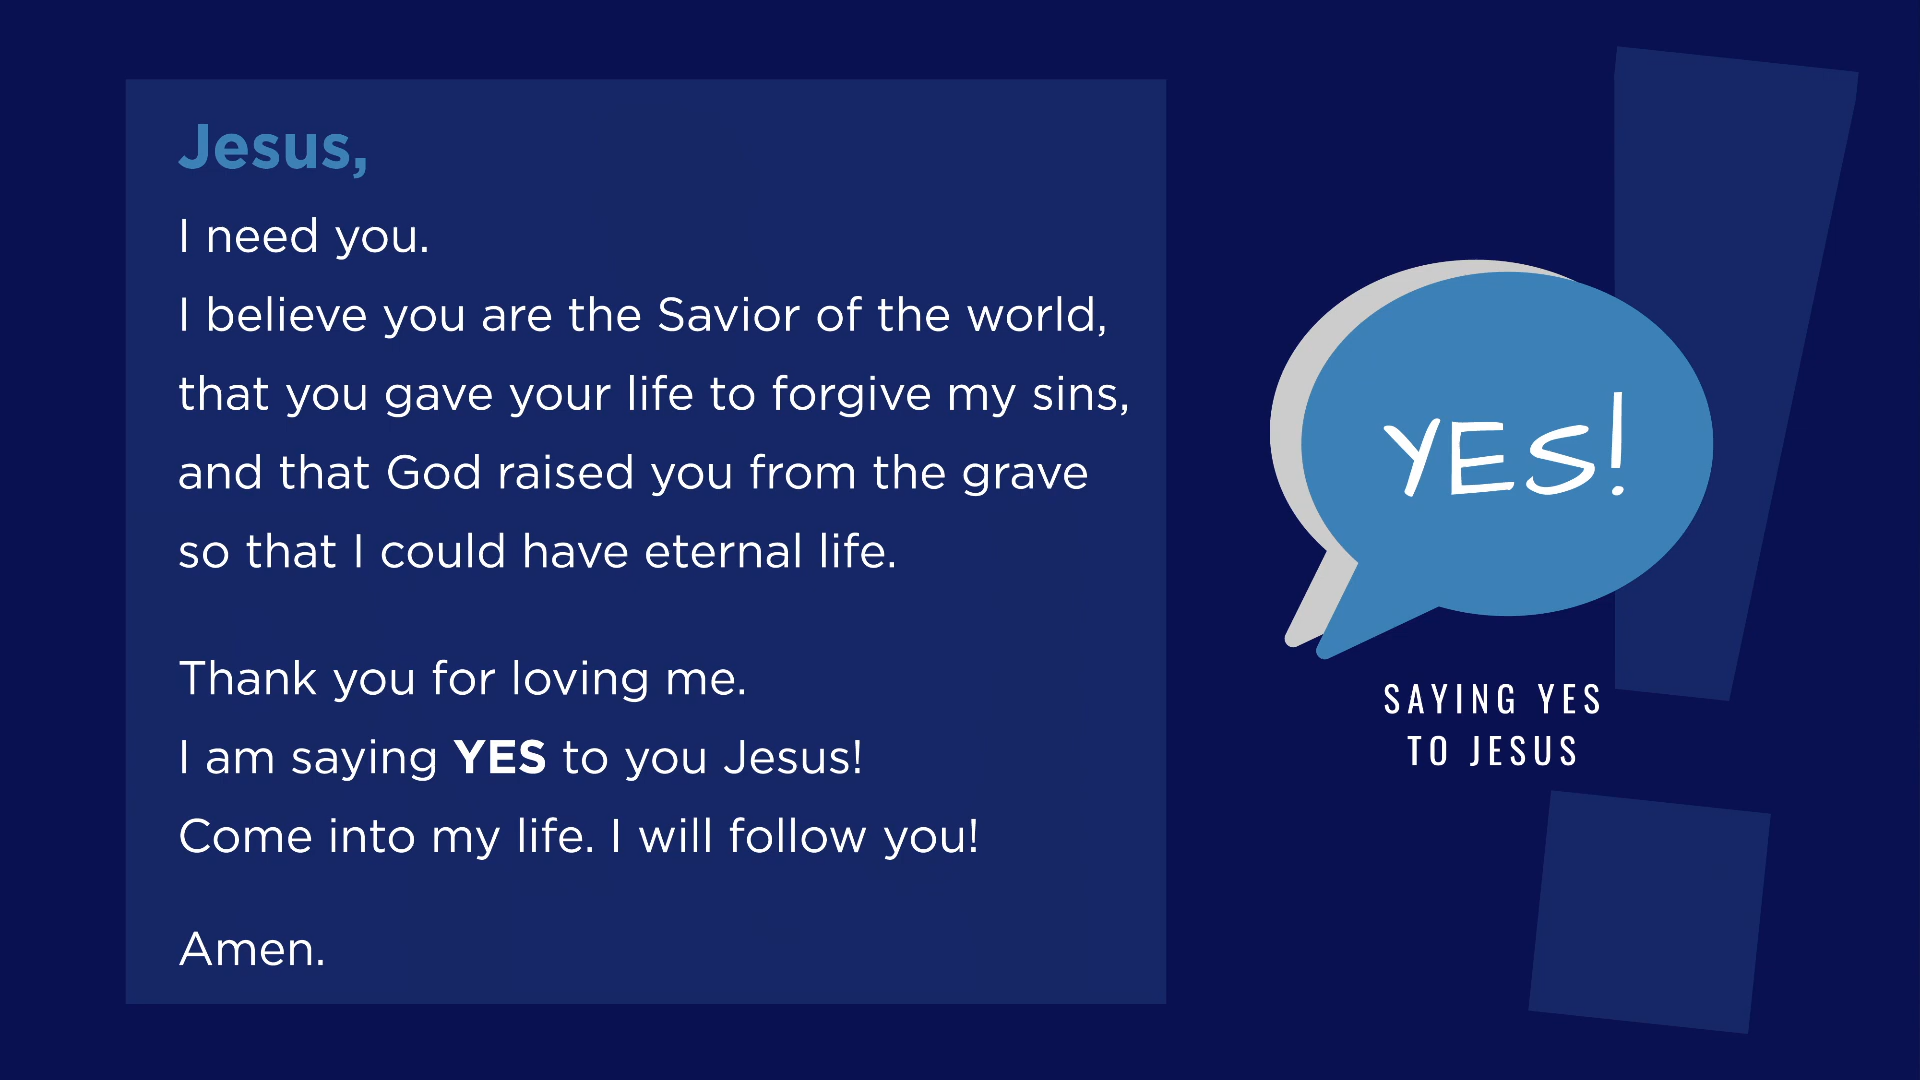 Jesus,
I need you.
I believe you are the Savior of the world,
that you gave your life to forgive my sins,
and that God raised you from the grave
so that I could have eternal life.
Thank you for loving me.
I am saying YES to you Jesus!
Come into my life. I will follow you!
Amen.
YES!
SAYING YES
TO JESUS